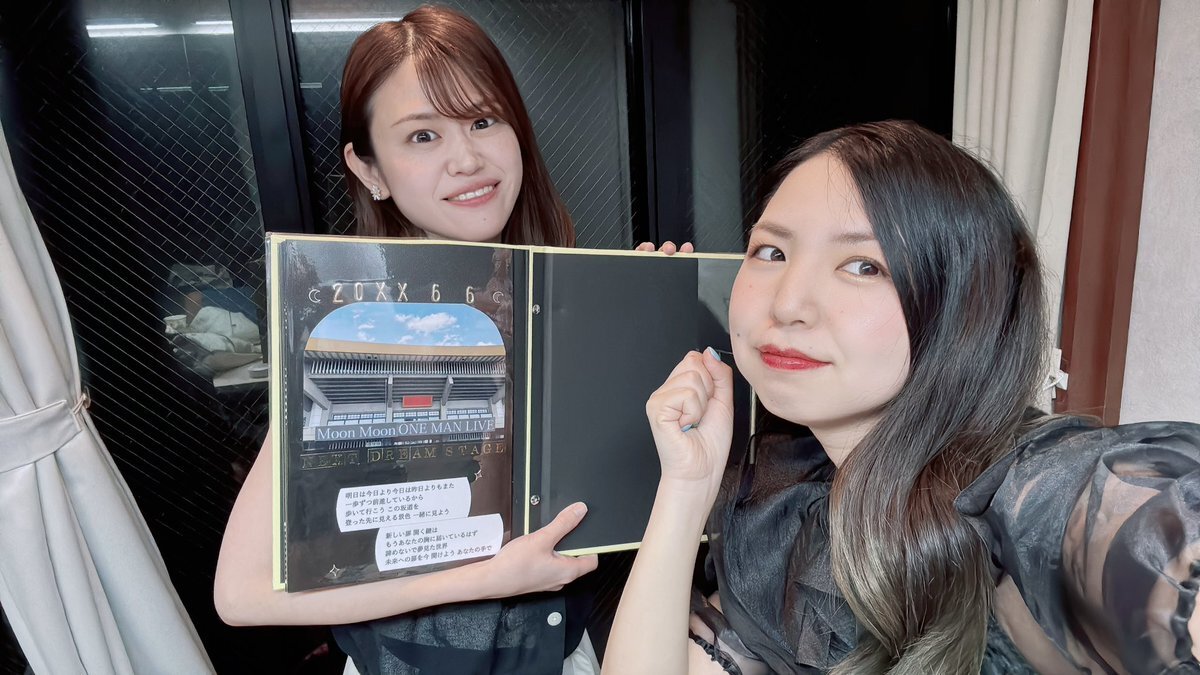 20XX 6 6
Moon Moon ONE MAN LIVE
NEXT DREAM STAGE
明日は今日より今日は昨日よりもまた
一歩ずつ前進しているから
歩いて行こう この坂道を
登った先に見える景色 一緒に見よう
新しい扉 開く鍵は
もうあなたの胸に届いているはず
諦めないで夢見た世界
未来への扉を今 開けよう あなたの手で